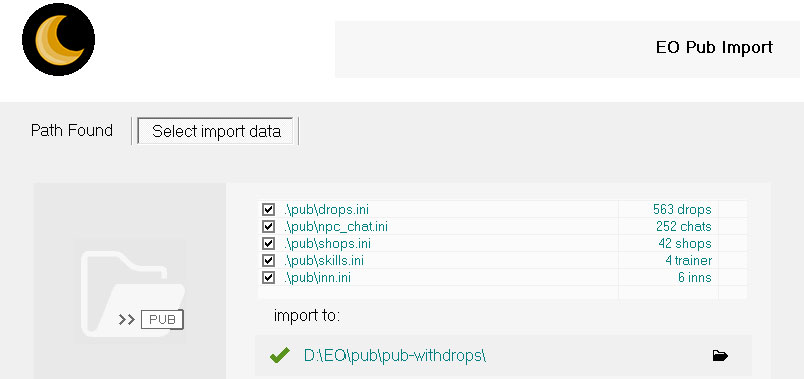 EO Pub Import
Path Found Select import data
.\pub\drops.ini 563 drops
.\pub\npc_chat.ini 252 chats
.\pub\shops.ini 42 shops
.\pub\skills.ini 4 trainer
.\pub\inn.ini 6 inns
>> PUB
import to:
D:\EO\pub\pub-withdrops\